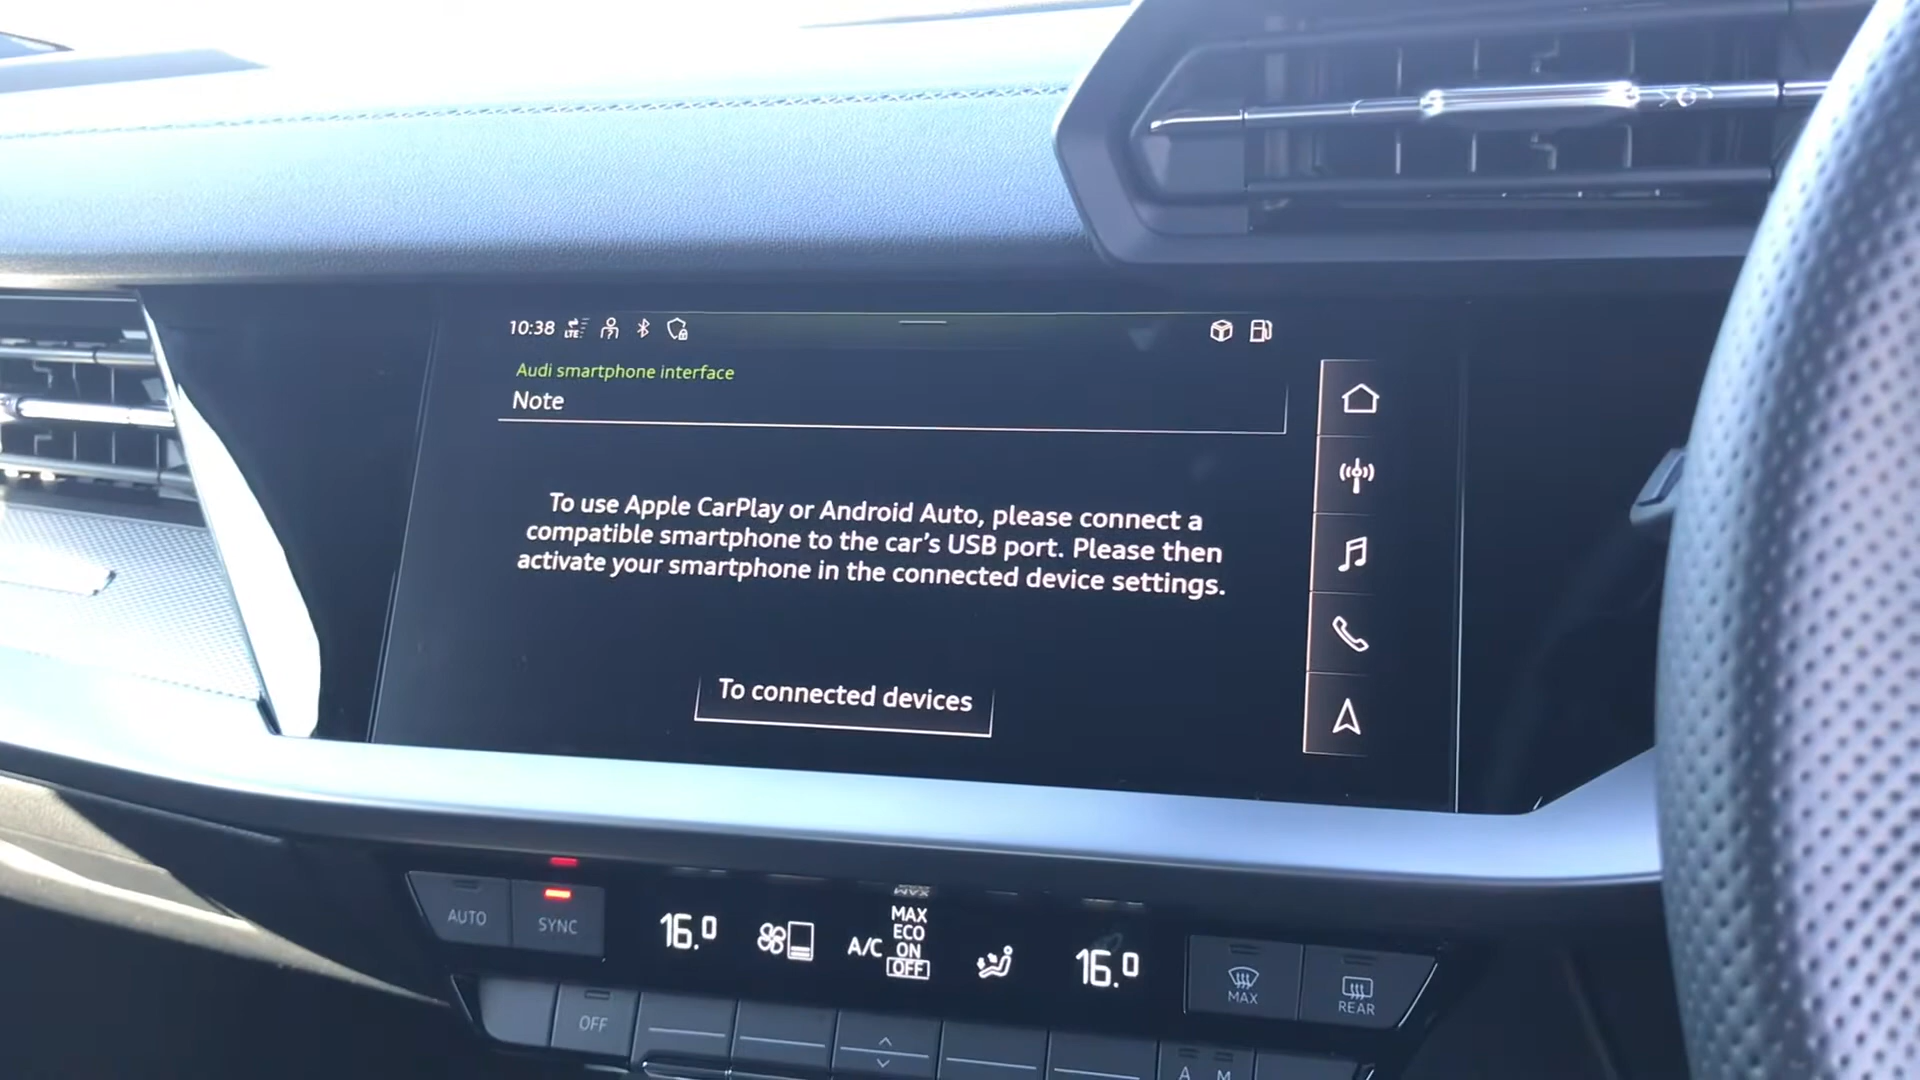 10:38 LTE
Audi smartphone interface
Note
To use Apple CarPlay or Android Auto, please connect a
compatible smartphone to the car's USB port. Please then
activate your smartphone in the connected device settings.
To connected devices
AUTO
SYNC
16.0
A/C
MAX
ECO
ON
OFF
16.0
MAX
REAR
OFF
A M